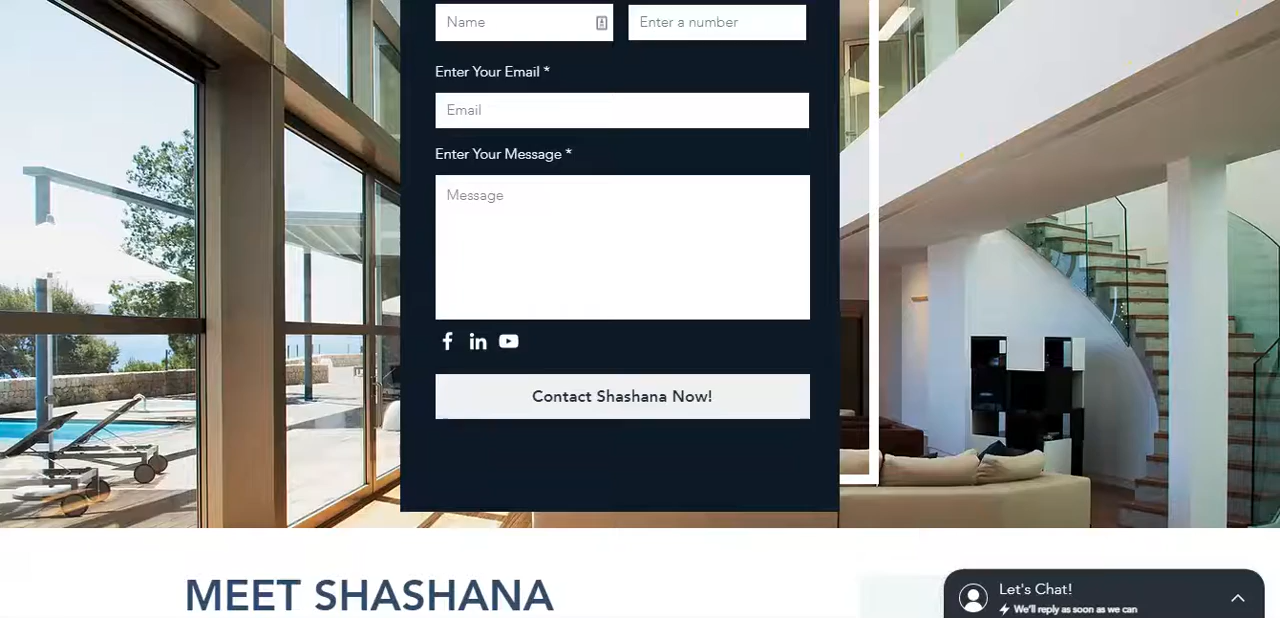 Name
Enter a number
Enter Your Email *
Email
Enter Your Message *
Message
Contact Shashana Now!
MEET SHASHANA
Let's Chat!
We'll reply as soon as we can